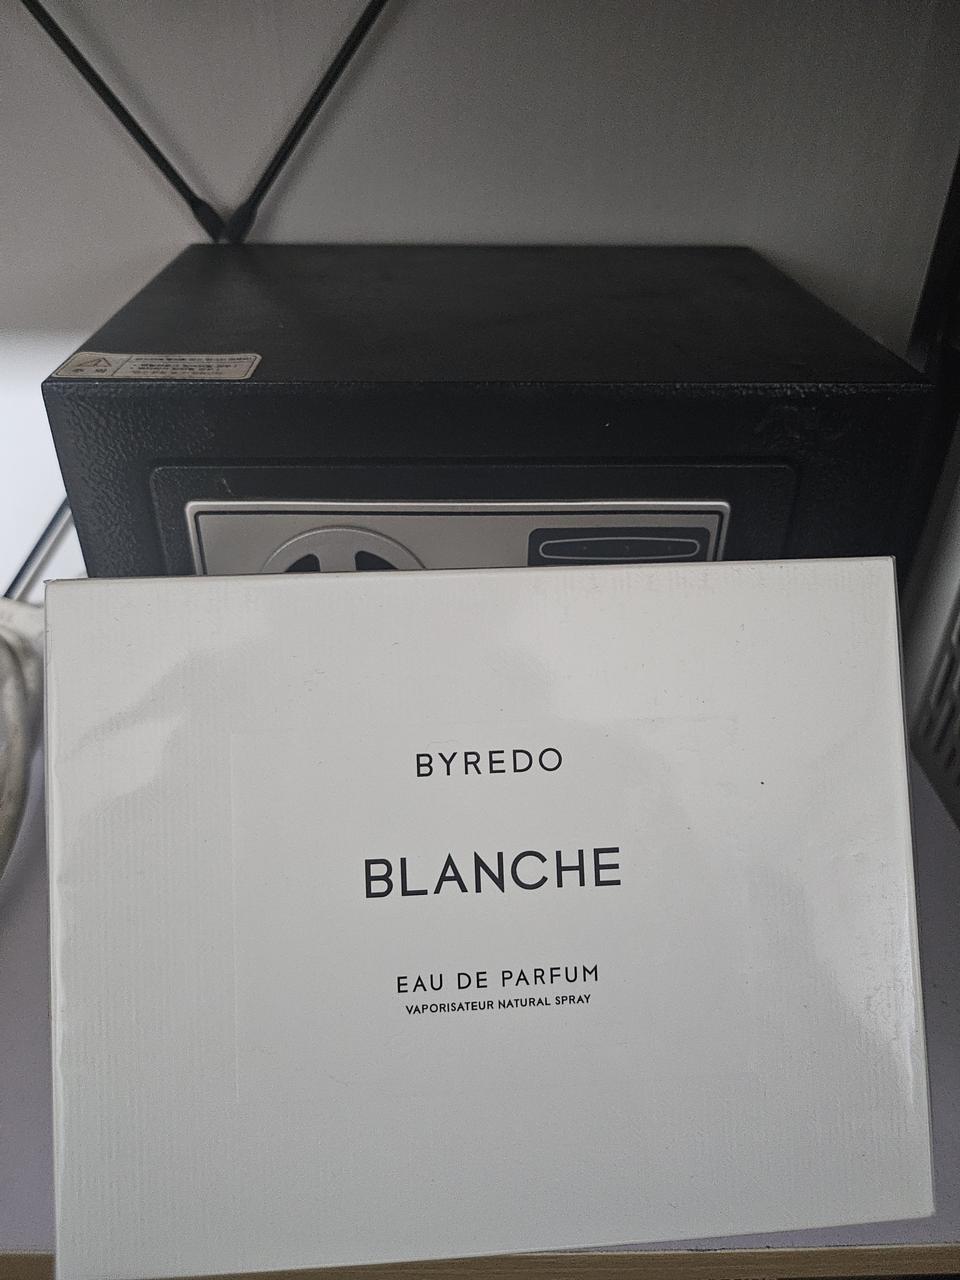 BYREDO
BLANCHE
EAU DE PARFUM
VAPORISATEUR NATURAL SPRAY